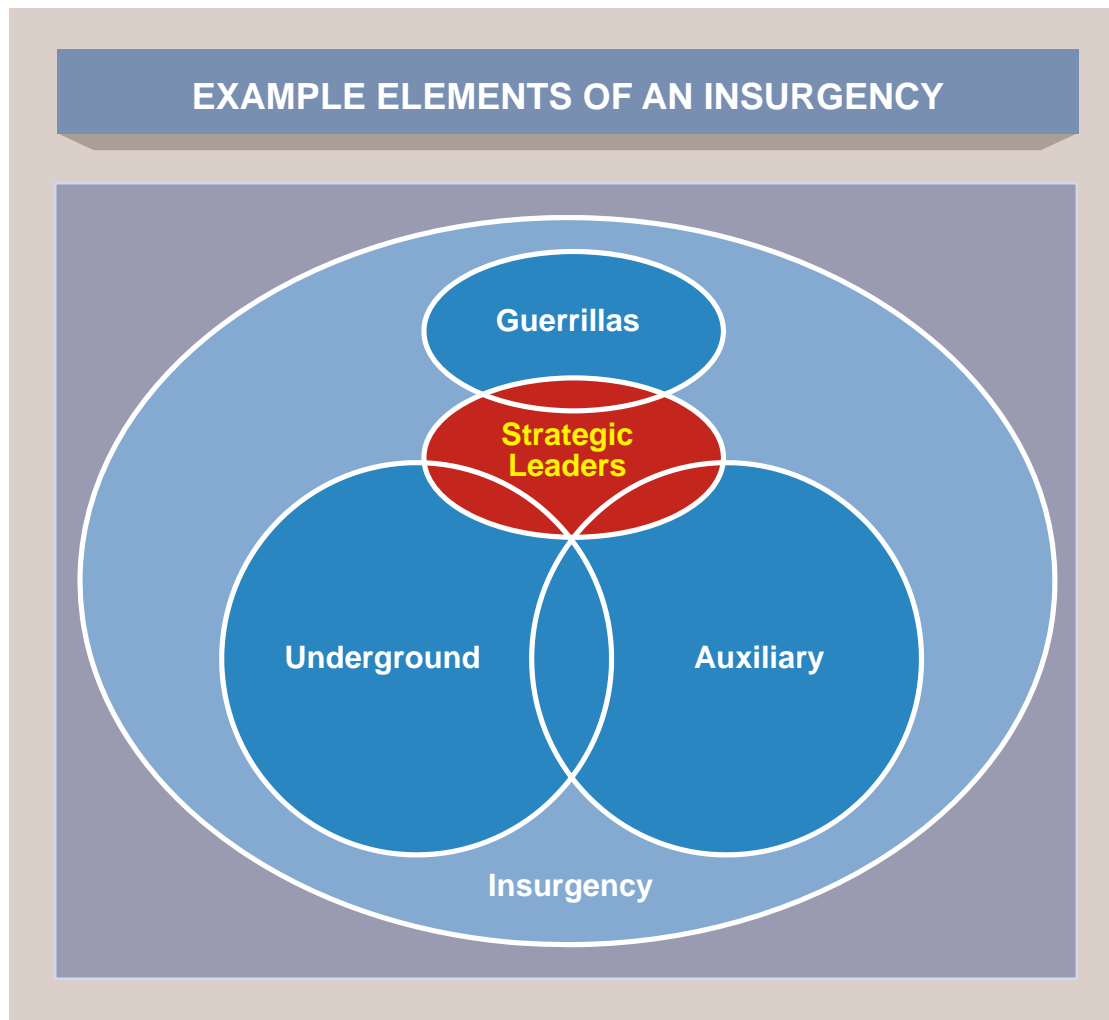 EXAMPLE ELEMENTS OF AN INSURGENCY
Guerrillas
Strategic
Leaders
Underground
Auxiliary
Insurgency